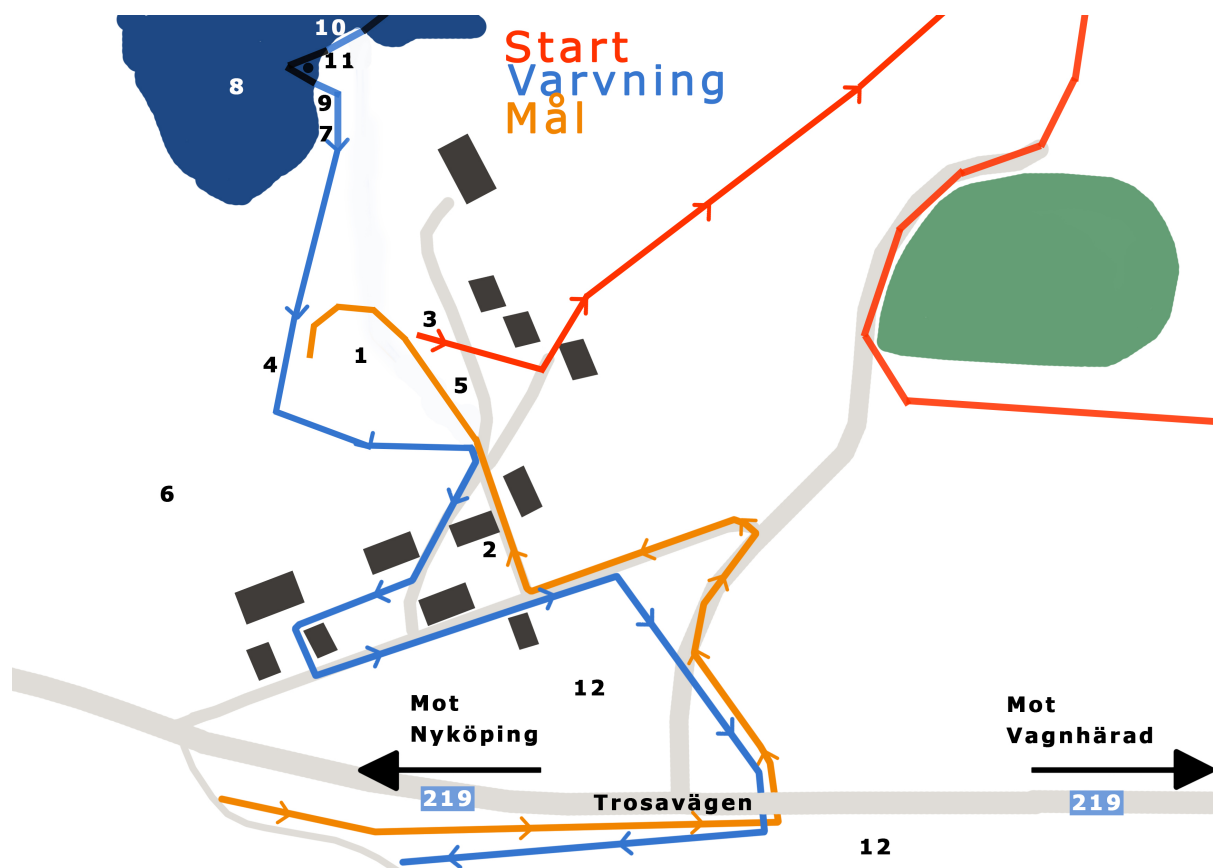 10
Start
11
8
Varvning
9
Mål
7
3
1
4
5
6
2
12
Mot
Nyköping
Mot
Vagnhärad
219
Trosavägen
219
12